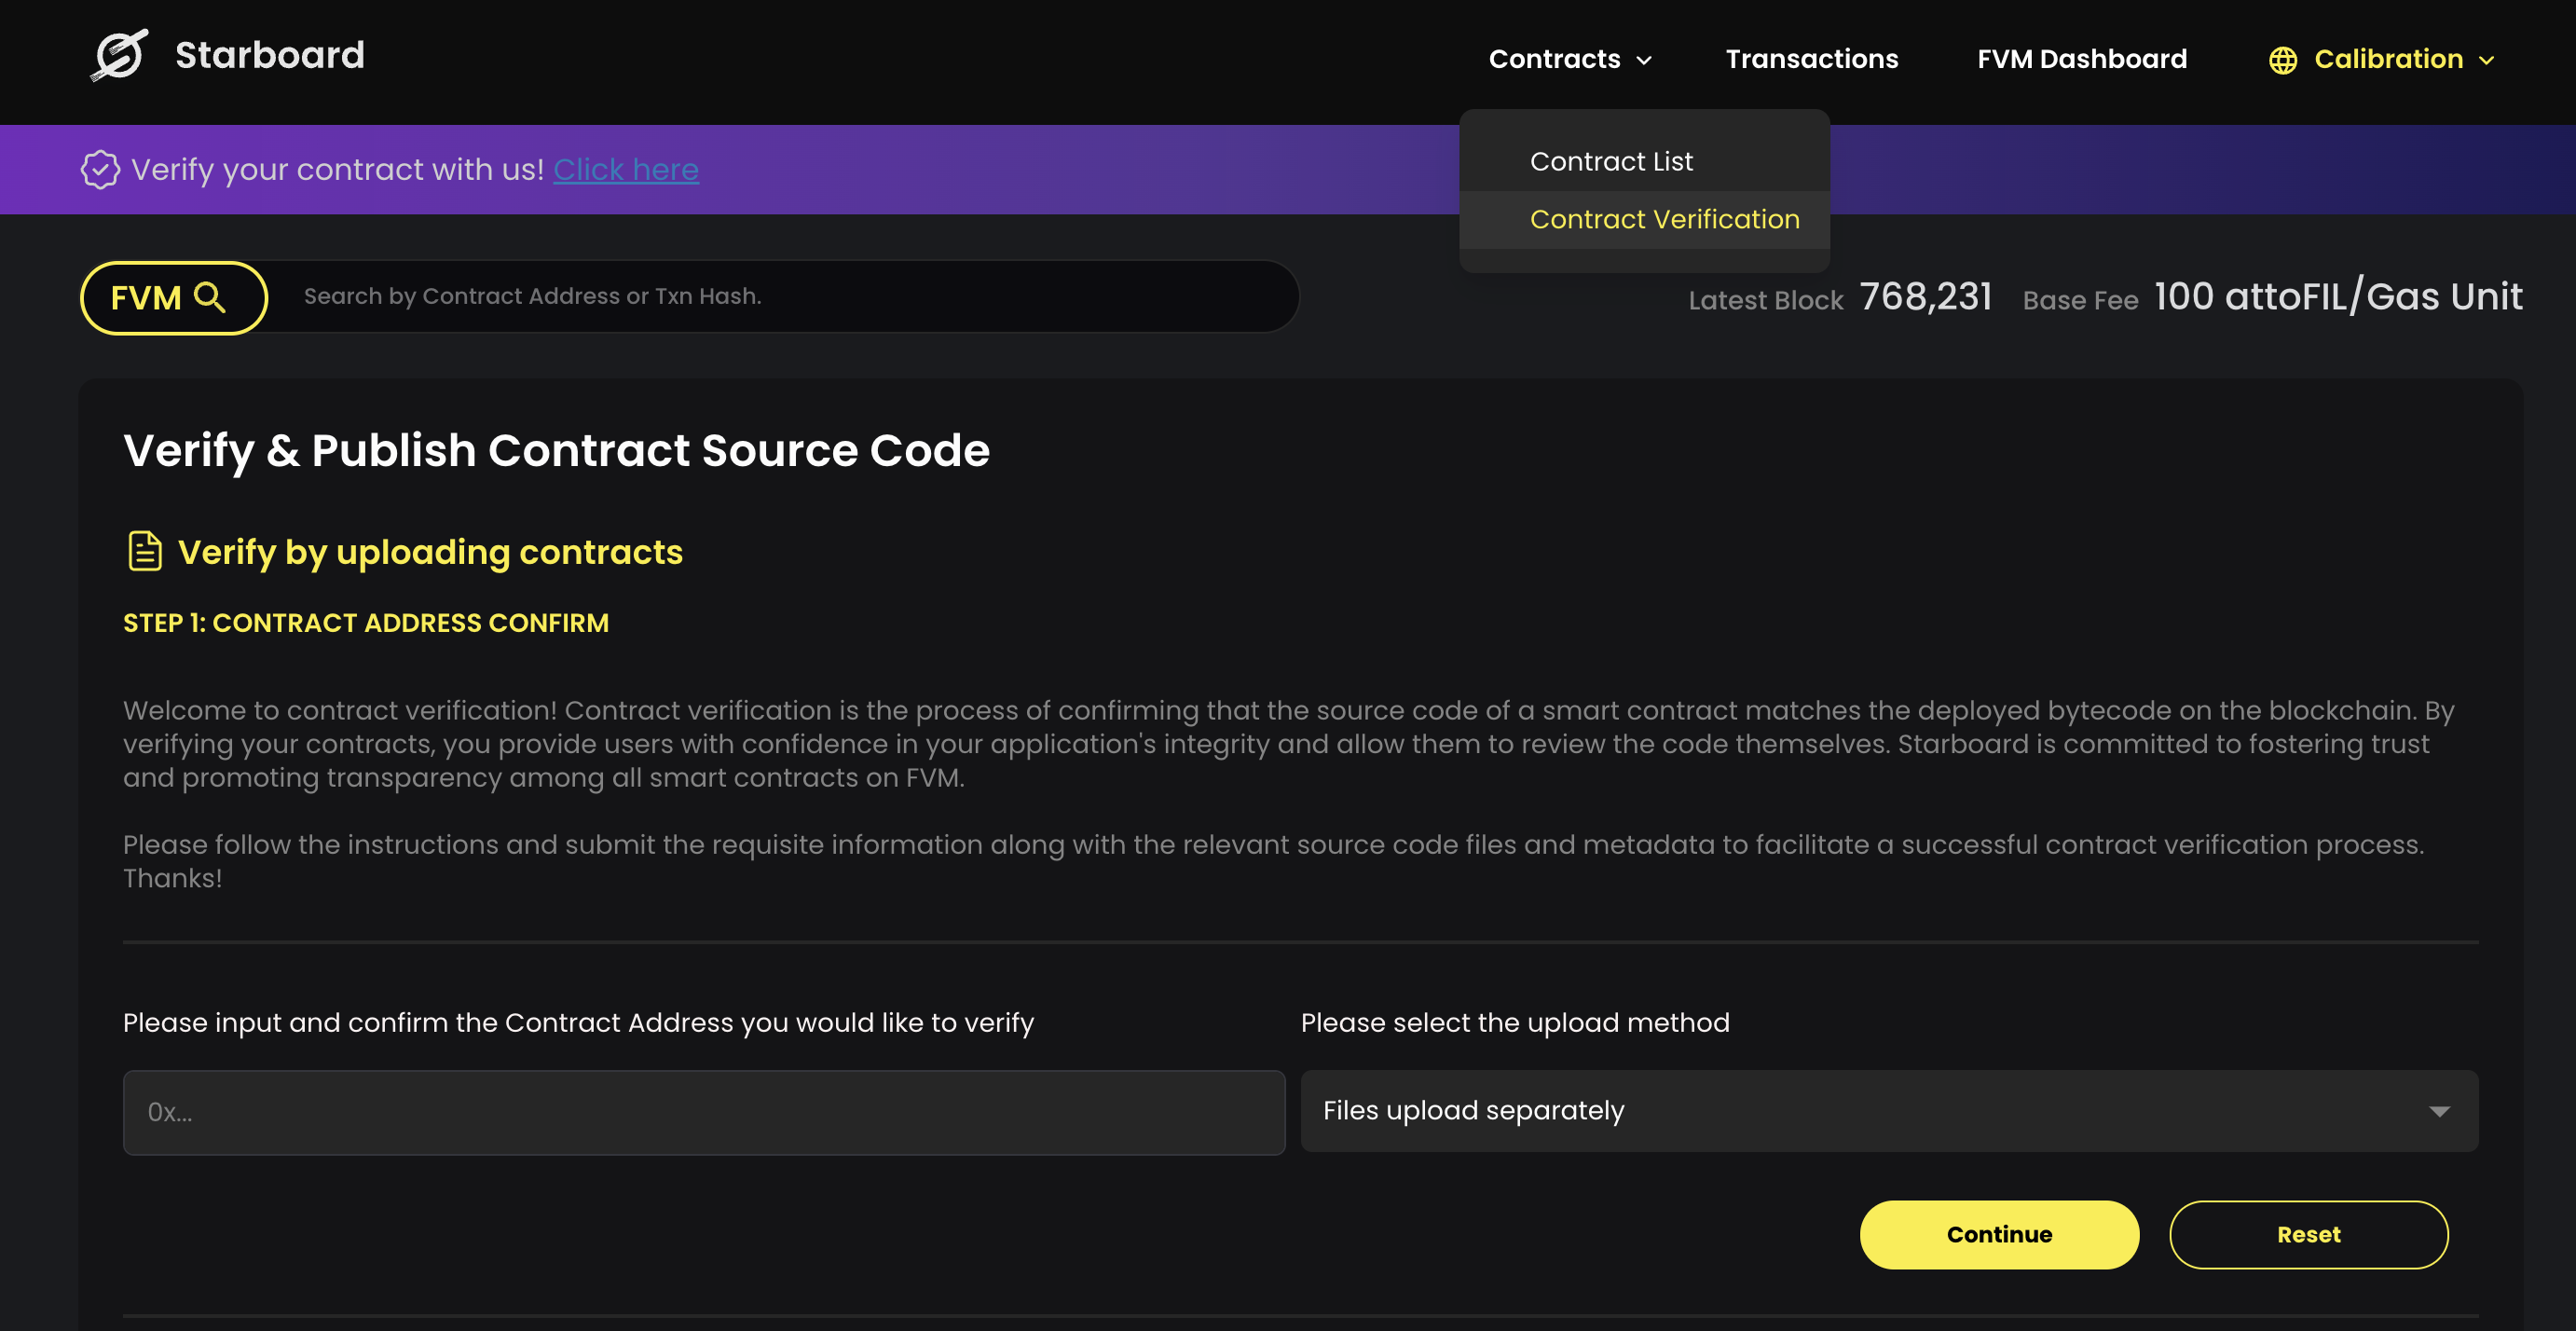 Starboard
Contracts
Transactions
FVM Dashboard
Calibration
Verify your contract with us! Click here
Contract List
Contract Verification
FVM
Search by Contract Address or Txn Hash.
Latest Block 768,231 Base Fee 100 attoFIL/Gas Unit
Verify & Publish Contract Source Code
Verify by uploading contracts
STEP 1: CONTRACT ADDRESS CONFIRM
Welcome to contract verification! Contract verification is the process of confirming that the source code of a smart contract matches the deployed bytecode on the blockchain. By
verifying your contracts, you provide users with confidence in your application's integrity and allow them to review the code themselves. Starboard is committed to fostering trust
and promoting transparency among all smart contracts on FVM.
Please follow the instructions and submit the requisite information along with the relevant source code files and metadata to facilitate a successful contract verification process.
Thanks!
Please input and confirm the Contract Address you would like to verify
0x...
Please select the upload method
Files upload separately
Continue
Reset